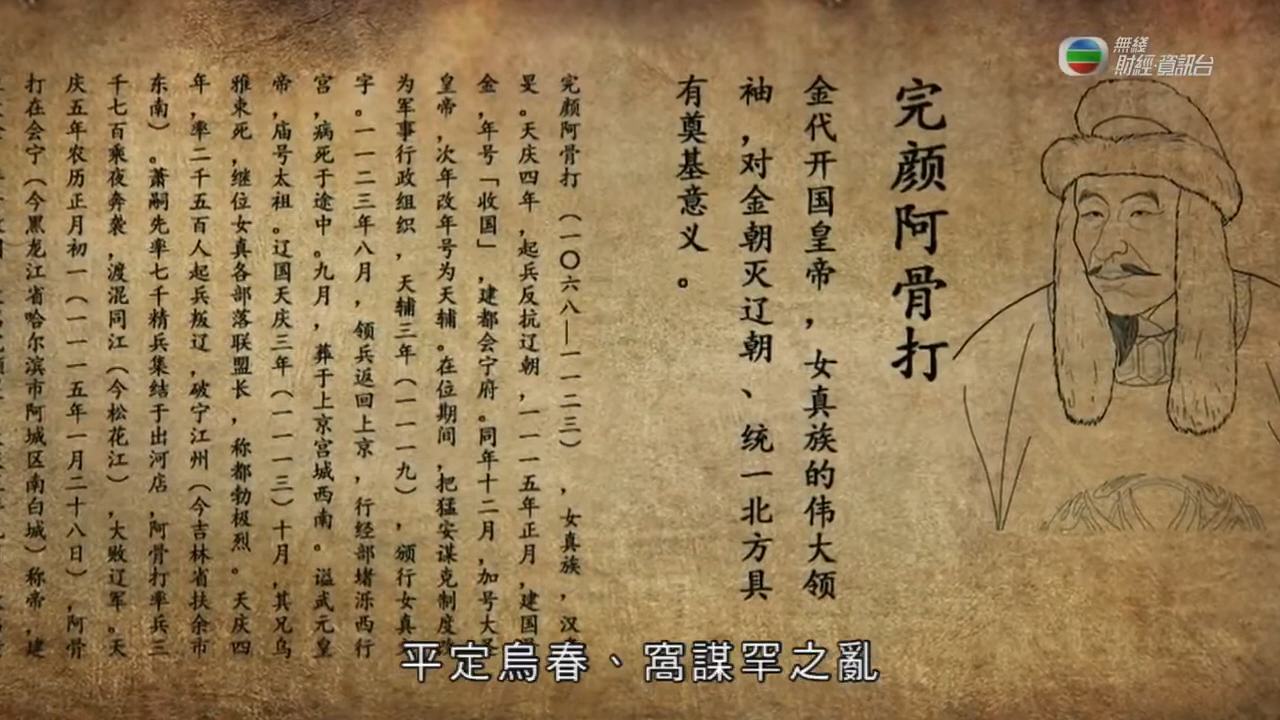 無綫
財經·資訊台
完颜阿骨打
金代开国皇帝，女真族的伟大领
袖，对金朝灭辽朝、统一北方具
有奠基意义。
完颜阿骨打（一〇六八—一一二三），女真族，汉
旻。天庆四年，起兵反抗辽朝，一一一五年正月，建国
金，年号「收国」，建都会宁府。同年十二月，加号大
皇帝，次年改年号为天辅。在位期间，把猛安谋克制度
为军事行政组织，天辅三年（一一一九），颁行女真
字。一一二三年八月，领兵返回上京，行经部堵泺西行
宫，病死于途中。九月，葬于上京宫城西南。谥武元皇
帝，庙号太祖。辽国天庆三年（一一一三）十月，其兄乌
雅束死，继位女真各部落联盟长，称都勃极烈。天庆四
年，率二千五百人起兵叛辽，破宁江州（今吉林省扶余市
东南）。萧嗣先率七千精兵集结于出河店，阿骨打率兵三
千七百乘夜奔袭，渡混同江（今松花江），大败辽军。天
庆五年农历正月初一（一一一五年一月二十八日），阿骨
打在会宁（今黑龙江省哈尔滨市阿城区南白城）称帝，建
平定烏春、窩謀罕之亂